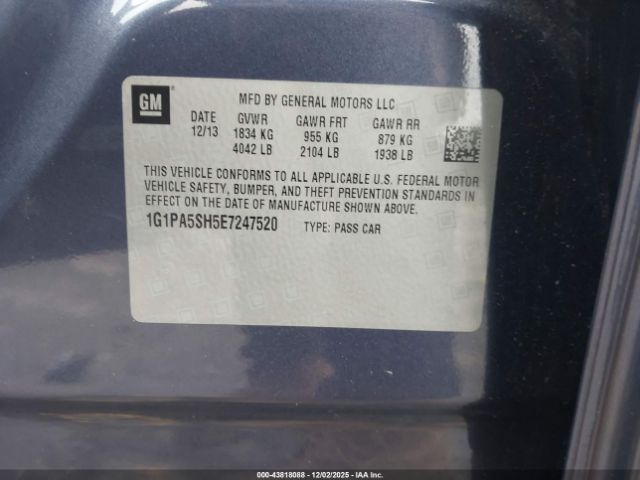 GM
MFD BY GENERAL MOTORS LLC
DATE GVWR GAWR FRT GAWR RR
12/13 1834 KG 955 KG 879 KG
4042 LB 2104 LB 1938 LB
THIS VEHICLE CONFORMS TO ALL APPLICABLE U.S. FEDERAL MOTOR
VEHICLE SAFETY, BUMPER, AND THEFT PREVENTION STANDARDS IN
EFFECT ON THE DATE OF MANUFACTURE SHOWN ABOVE.
1G1PA5SH5E7247520 TYPE: PASS CAR
000-43818088 - 12/02/2025 - IAAI.com